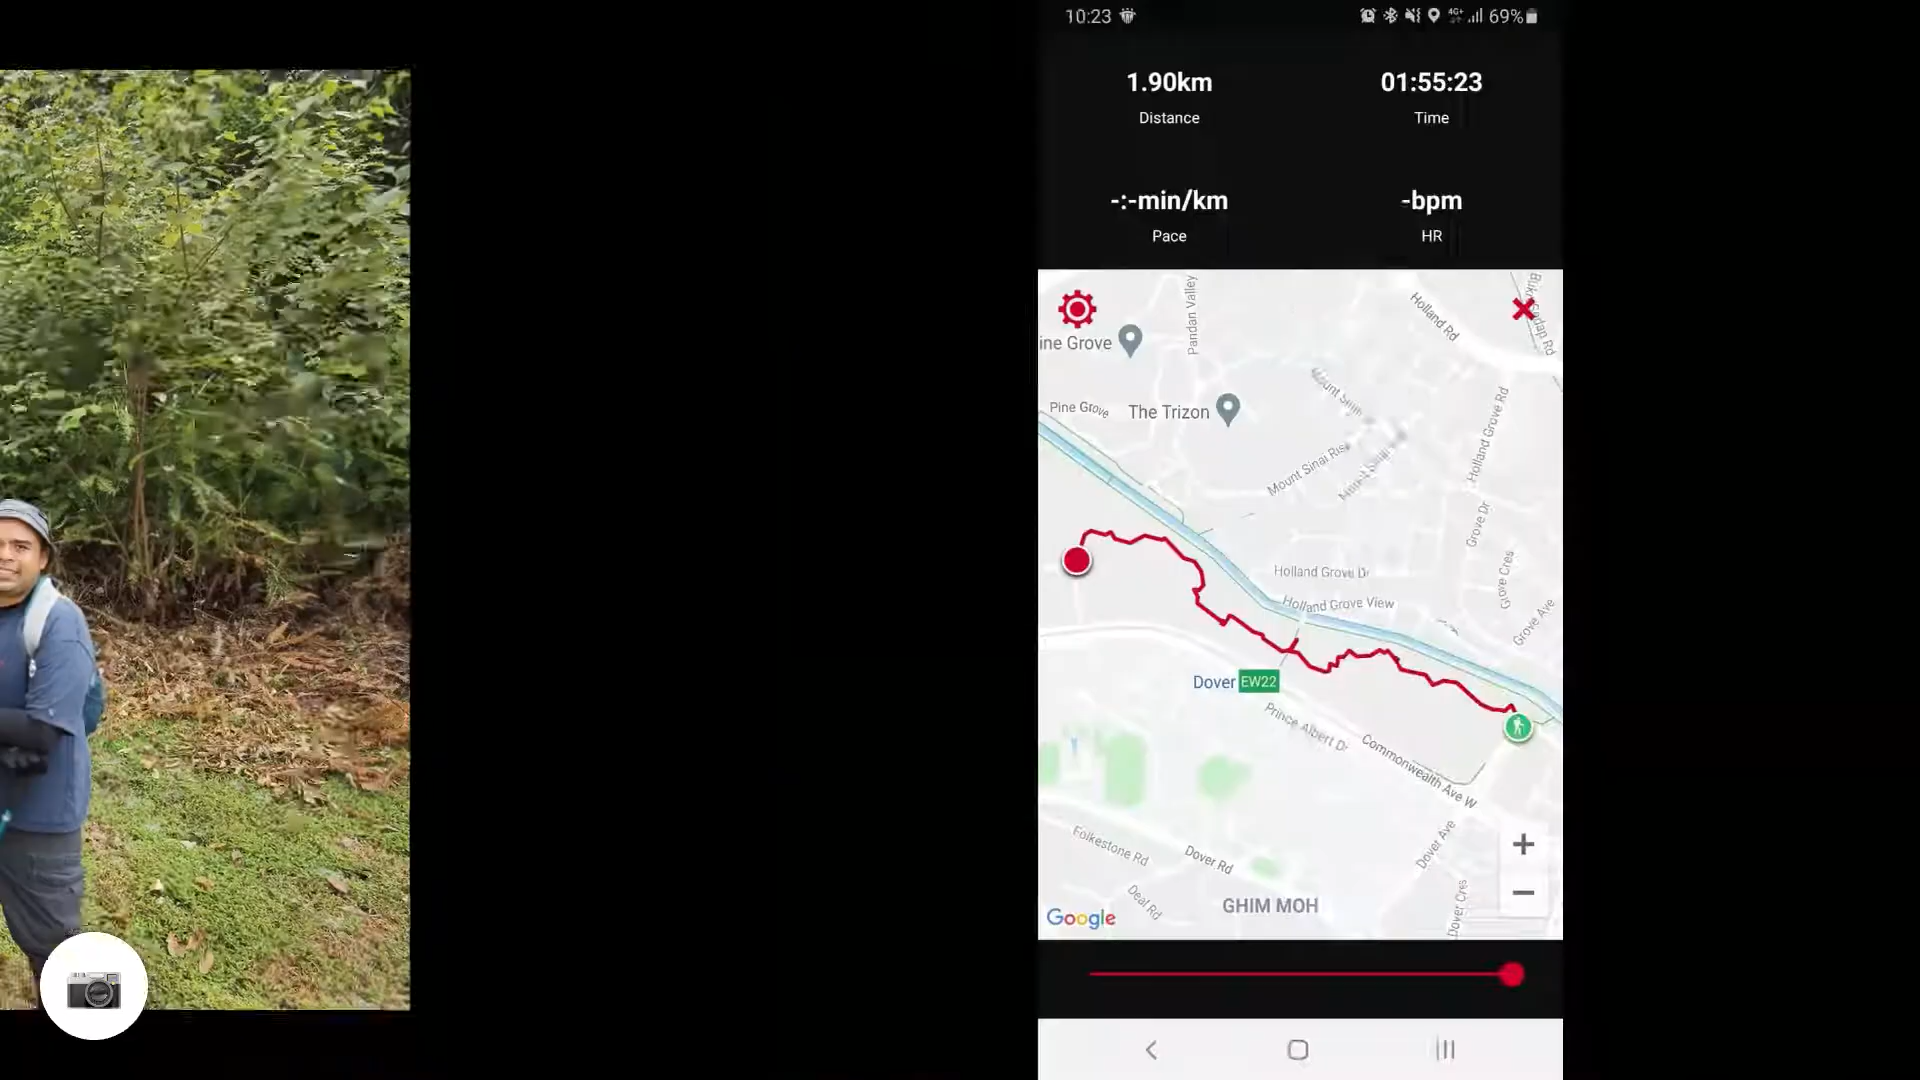 10:23
4G+ 69%
1.90km 01:55:23
Distance Time
-:-min/km -bpm
Pace HR
Pandan Valley
Holland Rd
ine Grove
Pine Grove
The Trizon
Mount Sinai Rise
Holland Grove Rd
Grove Dr
Grove Cres
Grove Ave
Holland Grove Dr
Holland Grove View
Dover EW22
Prince Albert Dr
Commonwealth Ave W
Folkestone Rd
Dover Rd
Dover Ave
Deal Rd
Dover Cres
GHIM MOH
Google